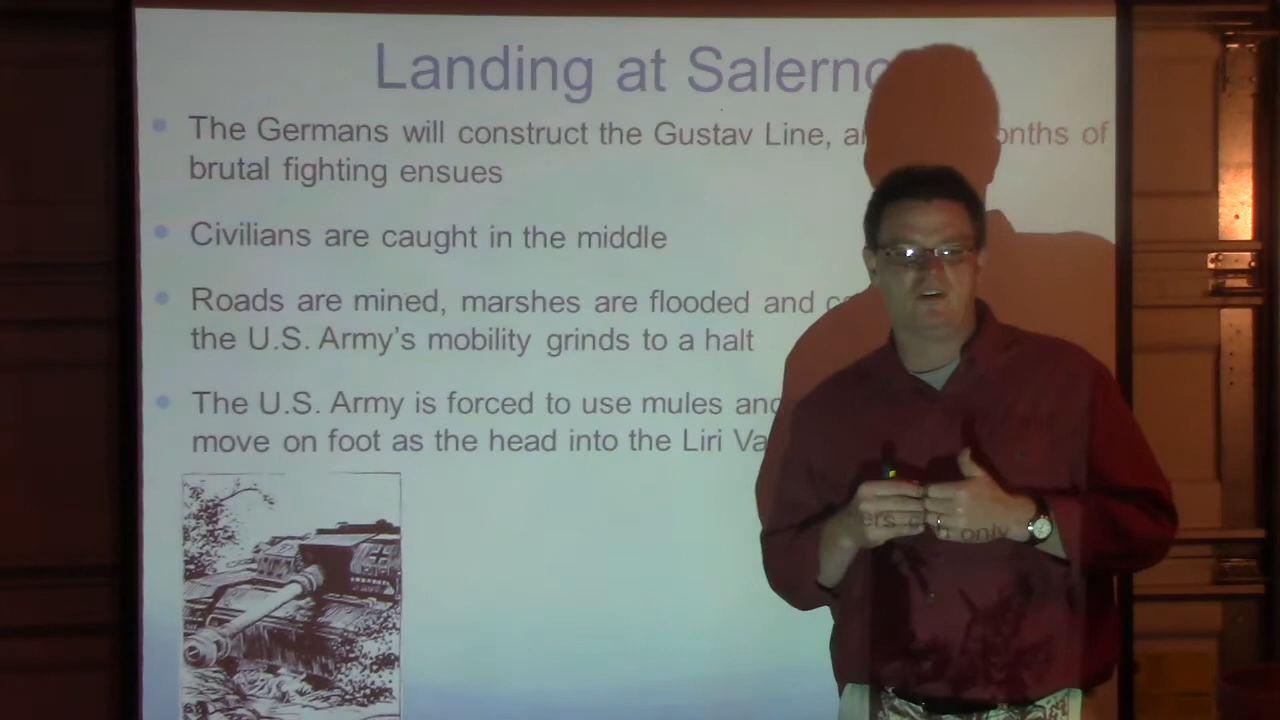 Landing at Salerno
The Germans will construct the Gustav Line, onths of
brutal fighting ensues
Civilians are caught in the middle
Roads are mined, marshes are flooded and
the U.S. Army's mobility grinds to a halt
The U.S. Army is forced to use mules and
move on foot as the head into the Liri Va
ers only